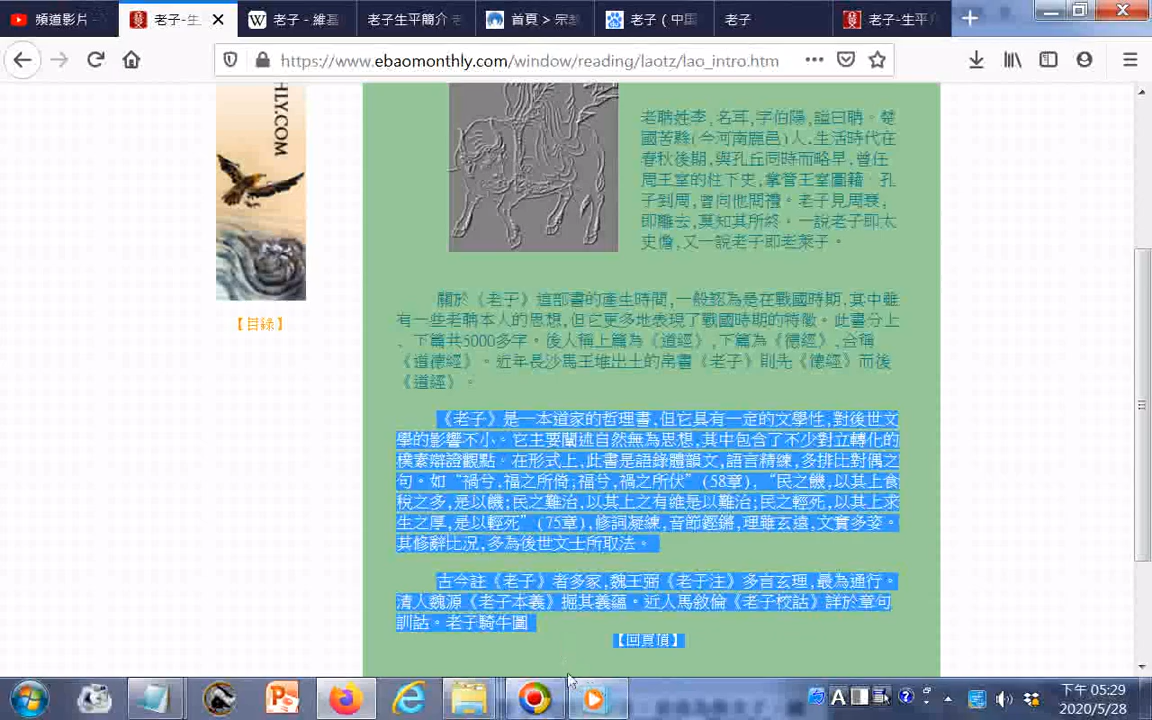 頻道影片
老子-生
老子 - 維基
老子生平簡介
首頁 > 宗教
老子 (中国
老子
老子-生平
https://www.ebaomonthly.com/window/reading/laotz/lao_intro.htm
HLY.COM
【目錄】
老聃姓李,名耳,字伯陽,謚曰聃。楚
國苦縣(今河南鹿邑)人.生活時代在
春秋後期,與孔丘同時而略早.曾任
周王室的柱下史,掌管王室圖籍‧孔
子到周,曾向他問禮。老子見周衰,
即離去,莫知其所終。一說老子即太
史儋,又一說老子即老萊子。
關於《老子》這部書的產生時間,一般認為是在戰國時期,其中雖
有一些老聃本人的思想,但它更多地表現了戰國時期的特徵。此書分上
、下篇共5000多字。後人稱上篇為《道經》,下篇為《德經》,合稱
《道德經》。近年長沙馬王堆出土的帛書《老子》則先《德經》而後
《道經》。
《老子》是一本道家的哲理書,但它具有一定的文學性,對後世文
學的影響不小。它主要闡述自然無為思想,其中包含了不少對立轉化的
樸素辯證觀點。在形式上,此書是語錄體韻文,語言精練,多排比對偶之
句。如“禍兮,福之所倚;福兮,禍之所伏”(58章),“民之饑,以其上食
稅之多,是以饑;民之難治,以其上之有維是以難治;民之輕死,以其上求
生之厚,是以輕死”(75章),修詞凝練,音節鏗鏘,理雖玄遠,文實多姿。
其修辭比況,多為後世文士所取法。
古今註《老子》者多家,魏王弼《老子注》多言玄理,最為通行。
清人魏源《老子本義》掘其義蘊。近人馬敘倫《老子校詁》詳於章句
訓詁。老子騎牛圖
【回頁頂】
下午 05:29
2020/5/28